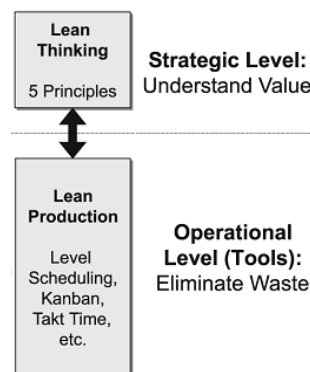 Lean
Thinking
5 Principles
Strategic Level:
Understand Value
Lean
Production
Level
Scheduling,
Kanban,
Takt Time,
etc.
Operational
Level (Tools):
Eliminate Waste